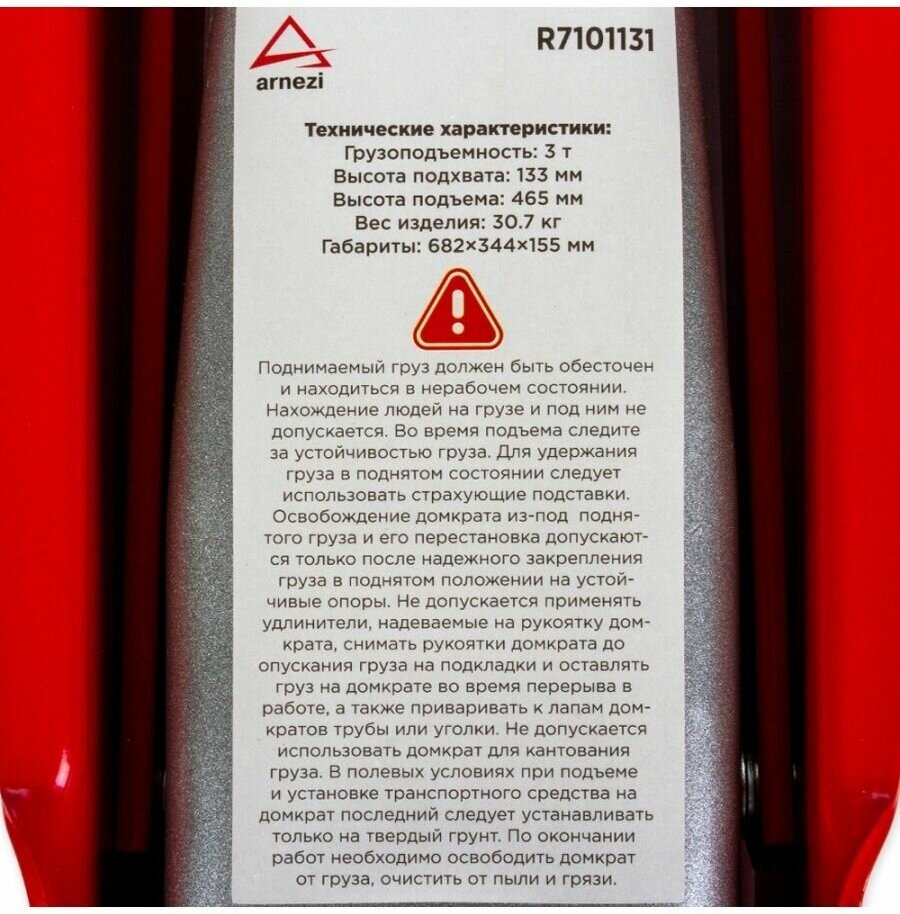 arnezi
R7101131
Технические характеристики:
Грузоподъемность: 3 т
Высота подхвата: 133 мм
Высота подъема: 465 мм
Вес изделия: 30.7 кг
Габариты: 682×344×155 мм
Поднимаемый груз должен быть обесточен
и находиться в нерабочем состоянии.
Нахождение людей на грузе и под ним не
допускается. Во время подъема следите
за устойчивостью груза. Для удержания
груза в поднятом состоянии следует
использовать страхующие подставки.
Освобождение домкрата из-под подня-
того груза и его перестановка допускают-
ся только после надежного закрепления
груза в поднятом положении на устой-
чивые опоры. Не допускается применять
удлинители, надеваемые на рукоятку дом-
крата, снимать рукоятки домкрата до
опускания груза на подкладки и оставлять
груз на домкрате во время перерыва в
работе, а также приваривать к лапам дом-
кратов трубы или уголки. Не допускается
использовать домкрат для кантования
груза. В полевых условиях при подъеме
и установке транспортного средства на
домкрат последний следует устанавливать
только на твердый грунт. По окончании
работ необходимо освободить домкрат
от груза, очистить от пыли и грязи.